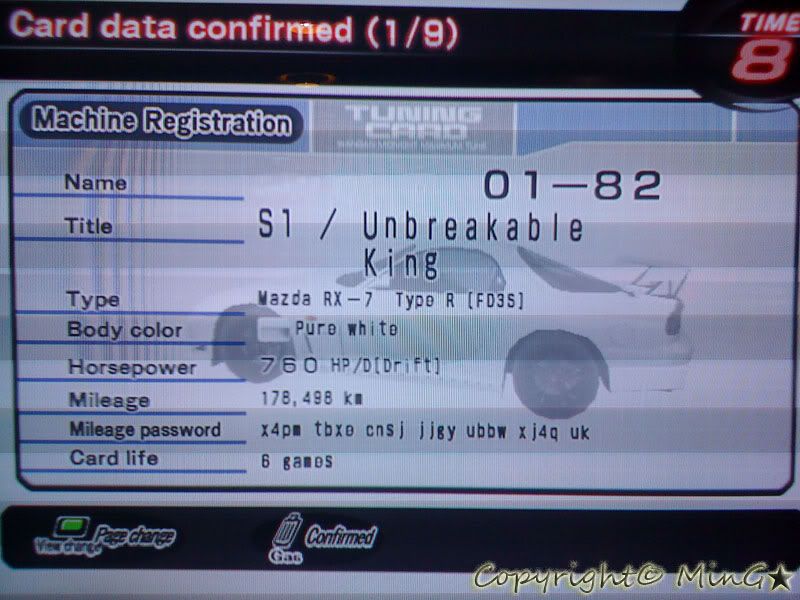 Card data confirmed (1/9)
TIME
8
Machine Registration
TUNING
CARD
Name 01-82
Title S1 / Unbreakable
King
Type Mazda RX-7 Type R [FD3S]
Body color Pure white
Horsepower 760 HP/D[Drift]
Mileage 178,498 km
Mileage password x4pm tbxe cnsj jjgy ubbw xj4q uk
Card life 6 games
View change Page change
Gas Confirmed
Copyright© MinG★